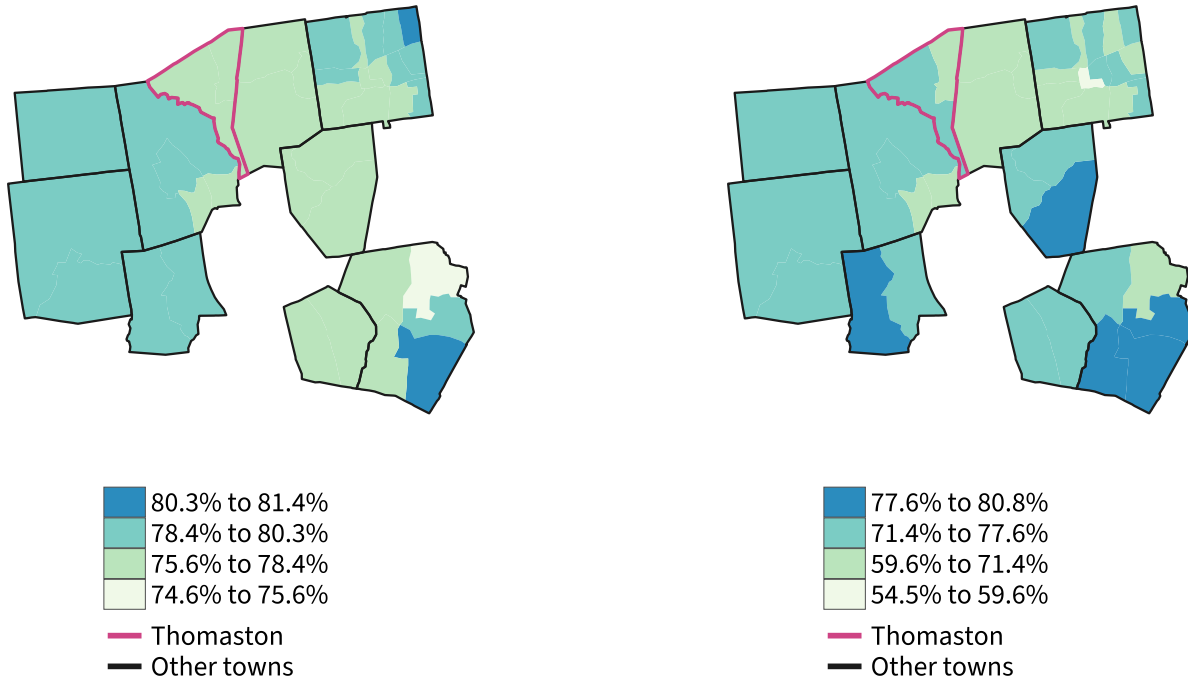 80.3% to 81.4%
78.4% to 80.3%
75.6% to 78.4%
74.6% to 75.6%
Thomaston
Other towns
77.6% to 80.8%
71.4% to 77.6%
59.6% to 71.4%
54.5% to 59.6%
Thomaston
Other towns